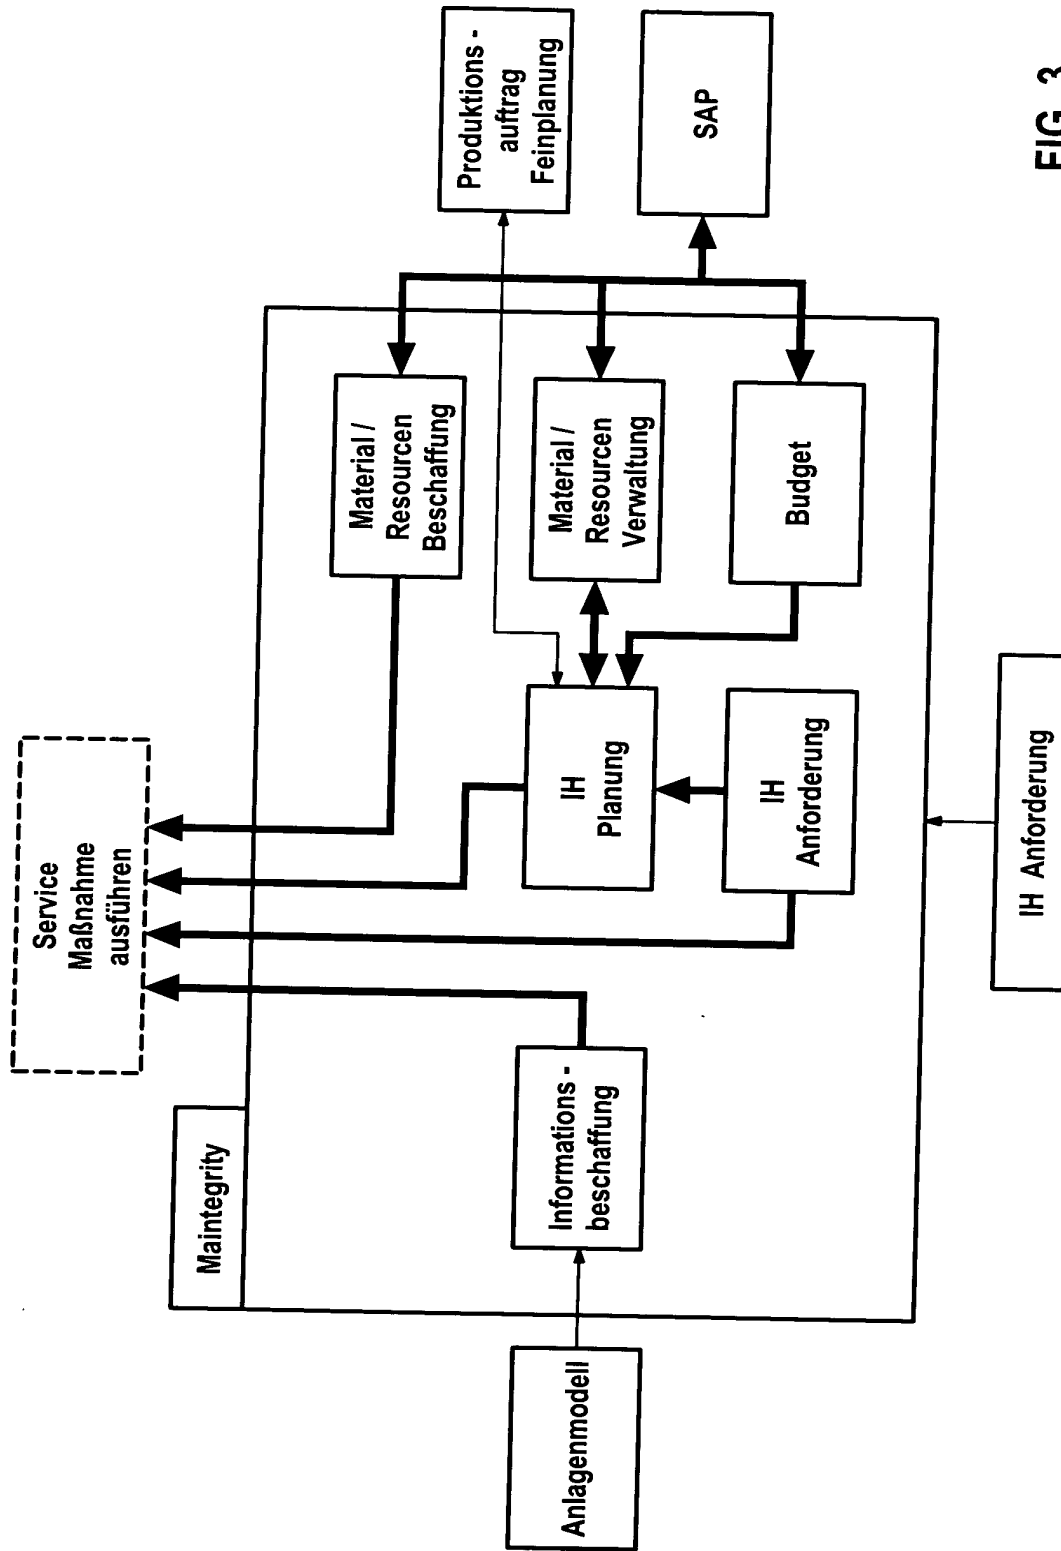 Service
Maßnahme
ausführen
Maintegrity
Material /
Resourcen
Beschaffung
Produktions -
auftrag
Feinplanung
Anlagenmodell
Informations -
beschaffung
IH
Planung
Material /
Resourcen
Verwaltung
SAP
IH
Anforderung
Budget
IH Anforderung
FIG 3